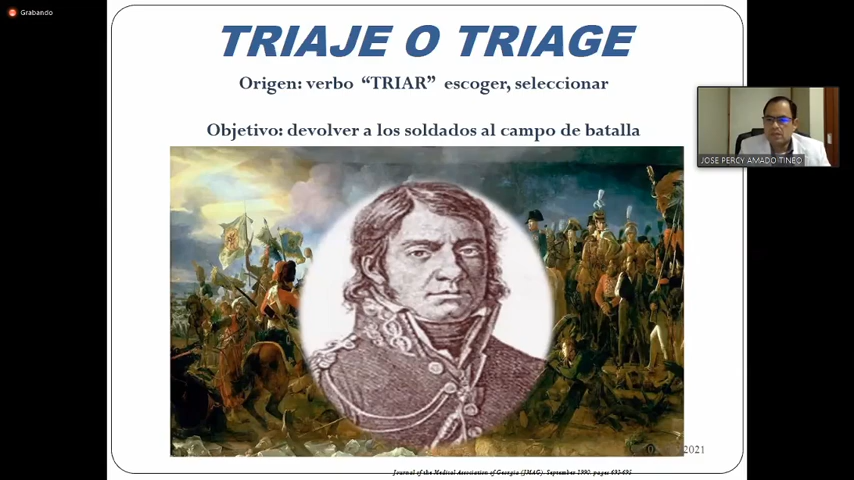 Grabando
TRIAJE O TRIAGE
Origen: verbo “TRIAR” escoger, seleccionar
Objetivo: devolver a los soldados al campo de batalla
JOSE PERCY AMADO TINEO
2021
Journal of the Medical Association of Georgia (JMAG). September 1990. pages